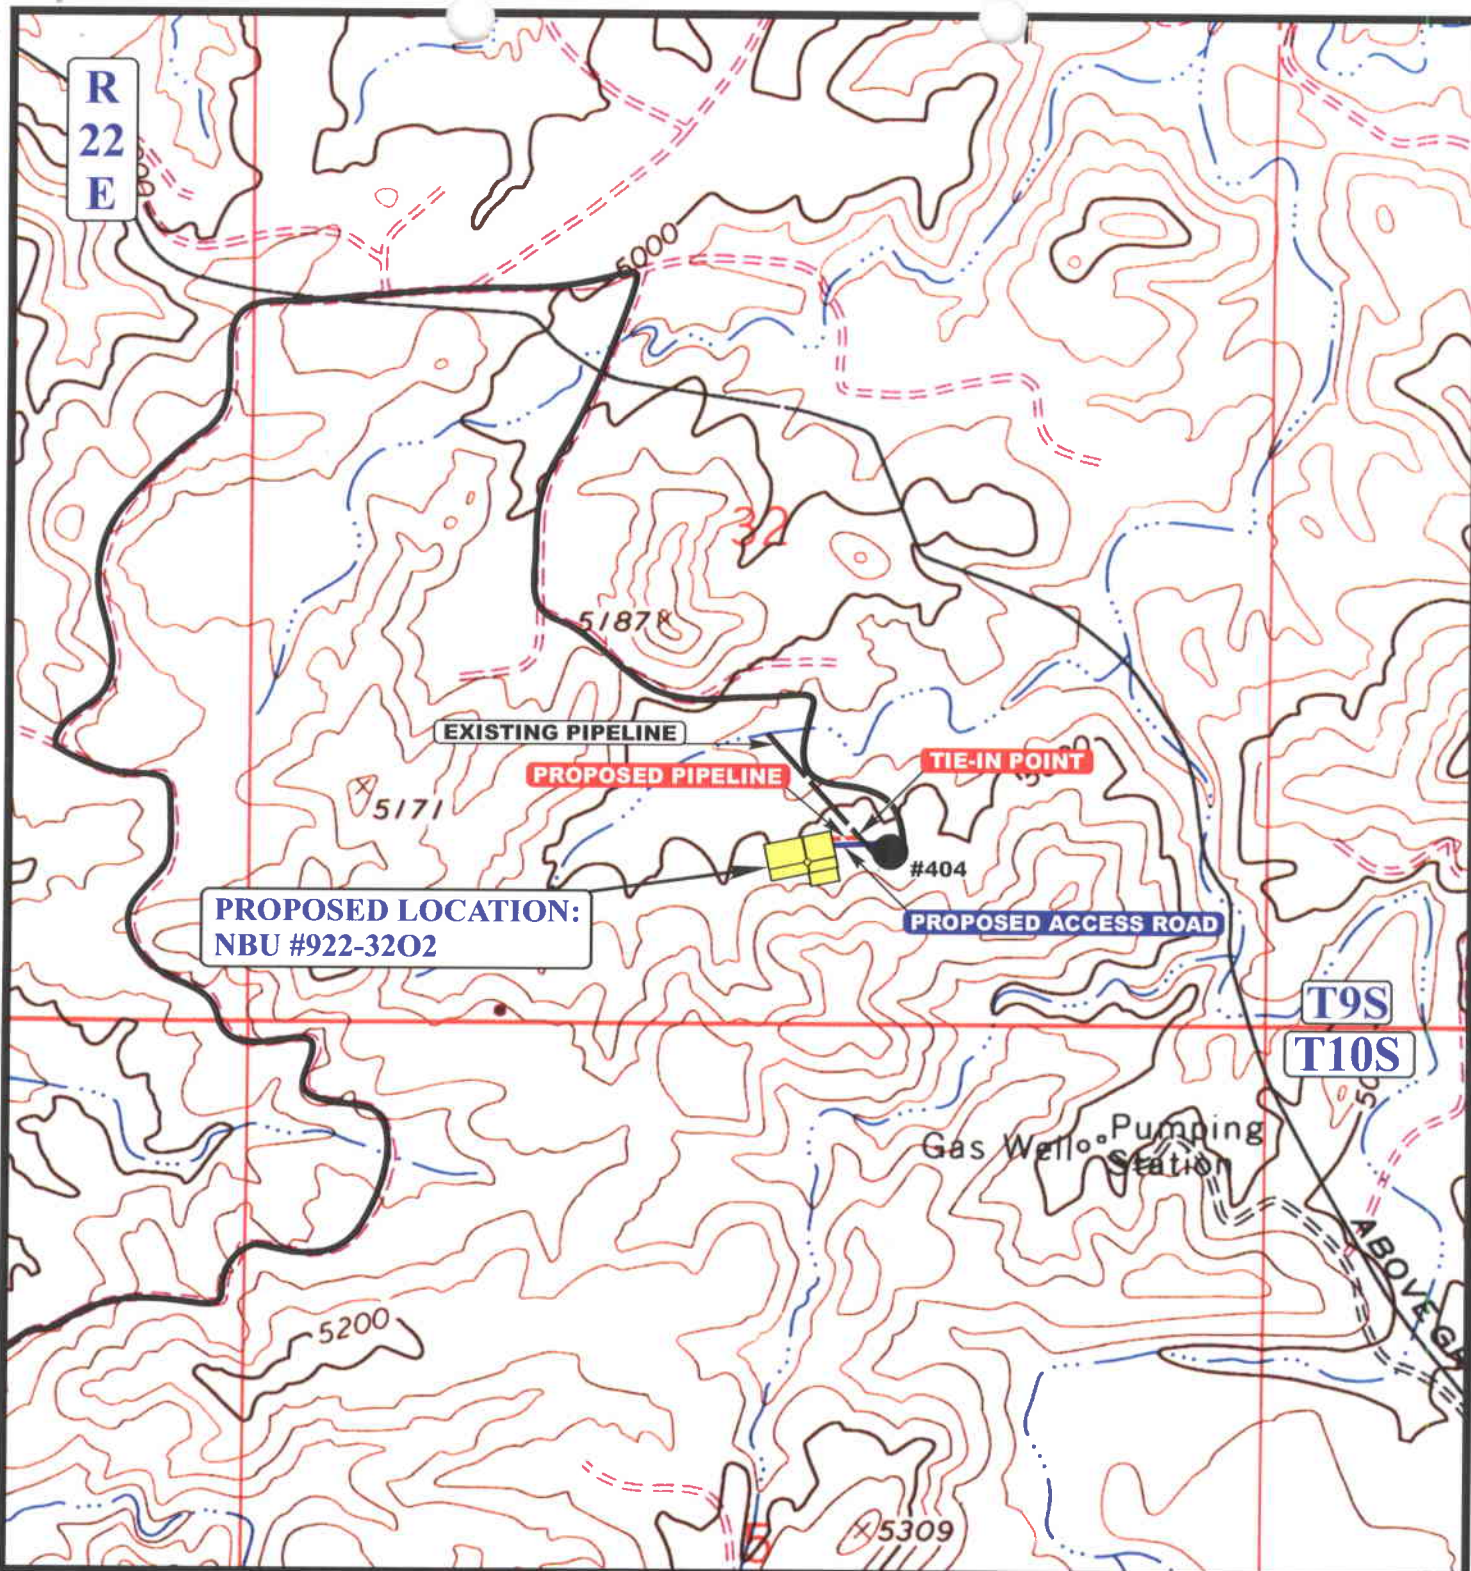 R
22
E
5000
32
5187
EXISTING PIPELINE
PROPOSED PIPELINE
TIE-IN POINT
5171
#404
PROPOSED LOCATION:
NBU #922-32O2
PROPOSED ACCESS ROAD
T9S
T10S
Gas Well
Pumping
Station
ABOVE
5200
5309
5